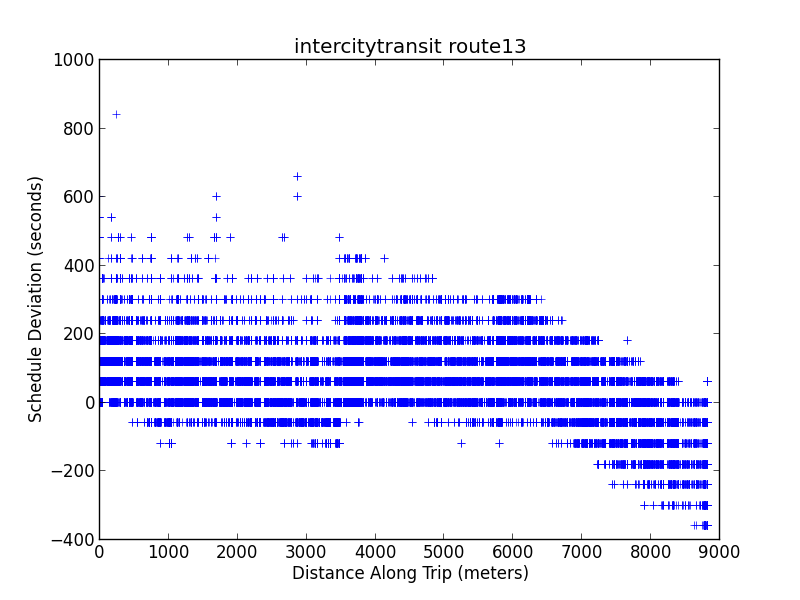 intercitytransit route13
1000
800
600
400
200
0
−200
−400
Schedule Deviation (seconds)
0 1000 2000 3000 4000 5000 6000 7000 8000 9000
Distance Along Trip (meters)